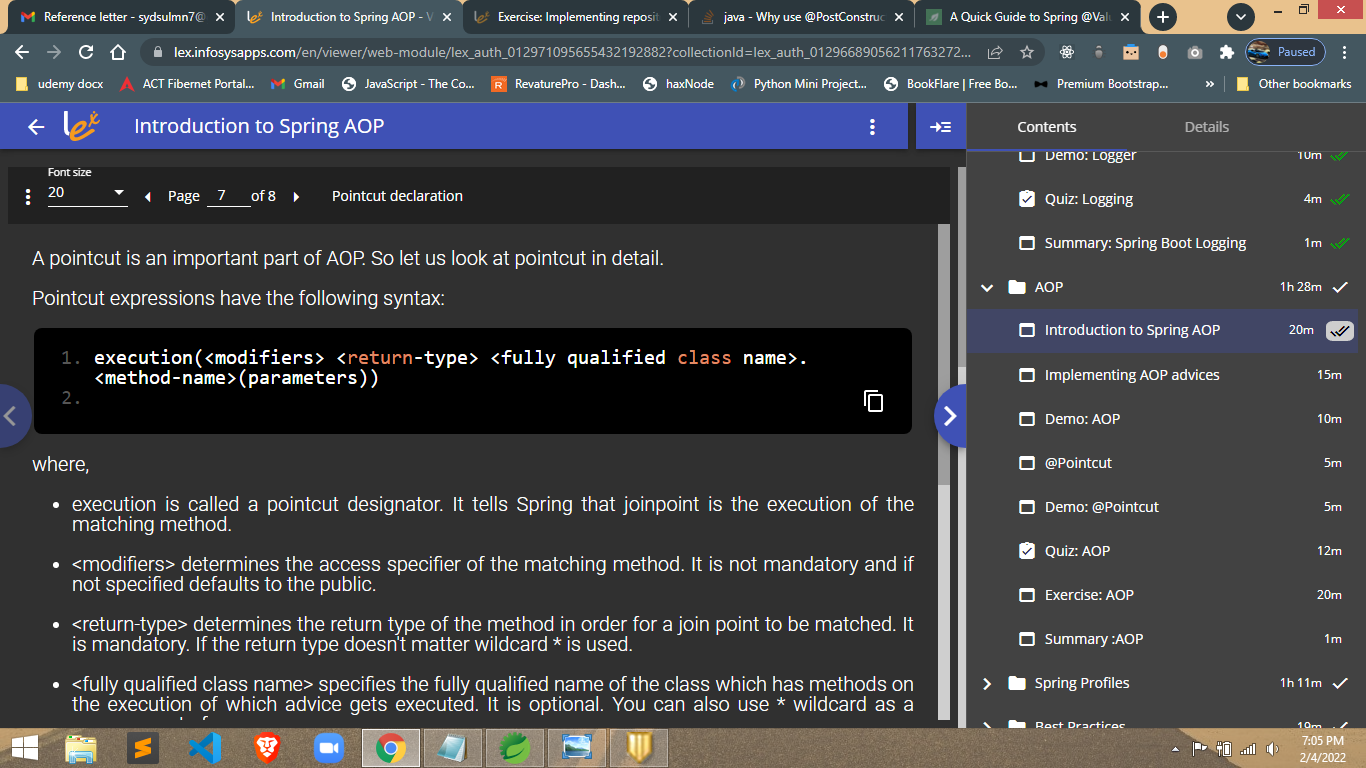 Reference letter - sydsulmn7@
Introduction to Spring AOP - V
Exercise: Implementing reposit
java - Why use @PostConstruc
A Quick Guide to Spring @Valu
lex.infosysapps.com/en/viewer/web-module/lex_auth_012971095655432192882?collectionId=lex_auth_01296689056211763272...
Paused
udemy docx
ACT Fibernet Portal...
Gmail
JavaScript - The Co...
RevaturePro - Dash...
haxNode
Python Mini Project...
BookFlare | Free Bo...
Premium Bootstrap...
»
Other bookmarks
lex
Introduction to Spring AOP
Font size
20
Page 7 of 8
Pointcut declaration
A pointcut is an important part of AOP. So let us look at pointcut in detail.
Pointcut expressions have the following syntax:
1. execution(<modifiers> <return-type> <fully qualified class name>.
<method-name>(parameters))
2.
where,
• execution is called a pointcut designator. It tells Spring that joinpoint is the execution of the
matching method.
• <modifiers> determines the access specifier of the matching method. It is not mandatory and if
not specified defaults to the public.
• <return-type> determines the return type of the method in order for a join point to be matched. It
is mandatory. If the return type doesn't matter wildcard * is used.
• <fully qualified class name> specifies the fully qualified name of the class which has methods on
the execution of which advice gets executed. It is optional. You can also use * wildcard as a
Contents
Details
Demo: Logger 10m
Quiz: Logging 4m
Summary: Spring Boot Logging 1m
AOP 1h 28m
Introduction to Spring AOP 20m
Implementing AOP advices 15m
Demo: AOP 10m
@Pointcut 5m
Demo: @Pointcut 5m
Quiz: AOP 12m
Exercise: AOP 20m
Summary :AOP 1m
Spring Profiles 1h 11m
Best Practices 19m
7:05 PM
2/4/2022